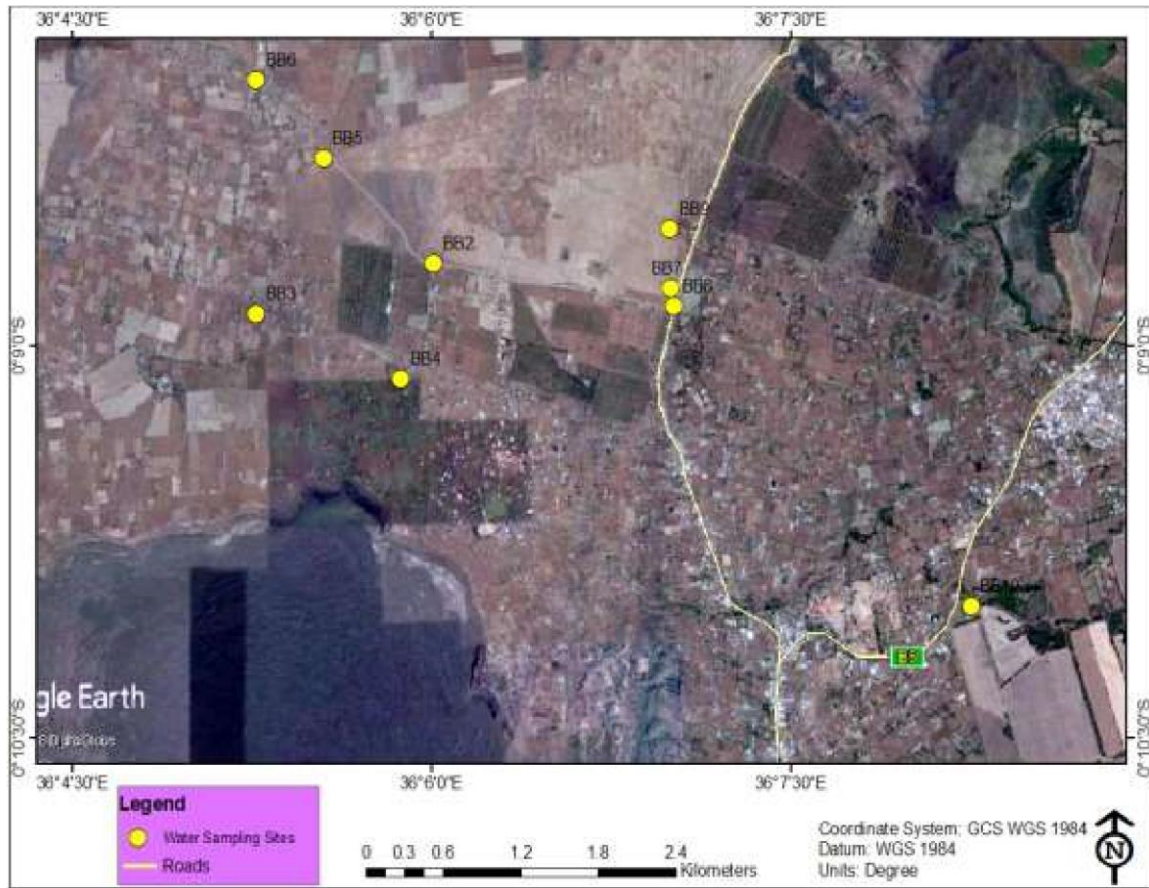 36°4'30"E 36°6'0"E 36°7'30"E
BB6
BB5
BB9
BB2
BB7
BB8
BB3
0°9'0"S 0°9'0"S
BB4
BB10
BB
gle Earth
0°10'30"S 0°10'30"S
36°4'30"E 36°6'0"E 36°7'30"E
Legend
Water Sampling Sites
Roads
0 0.3 0.6 1.2 1.8 2.4
Kilometers
Coordinate System: GCS WGS 1984
Datum: WGS 1984
Units: Degree
N